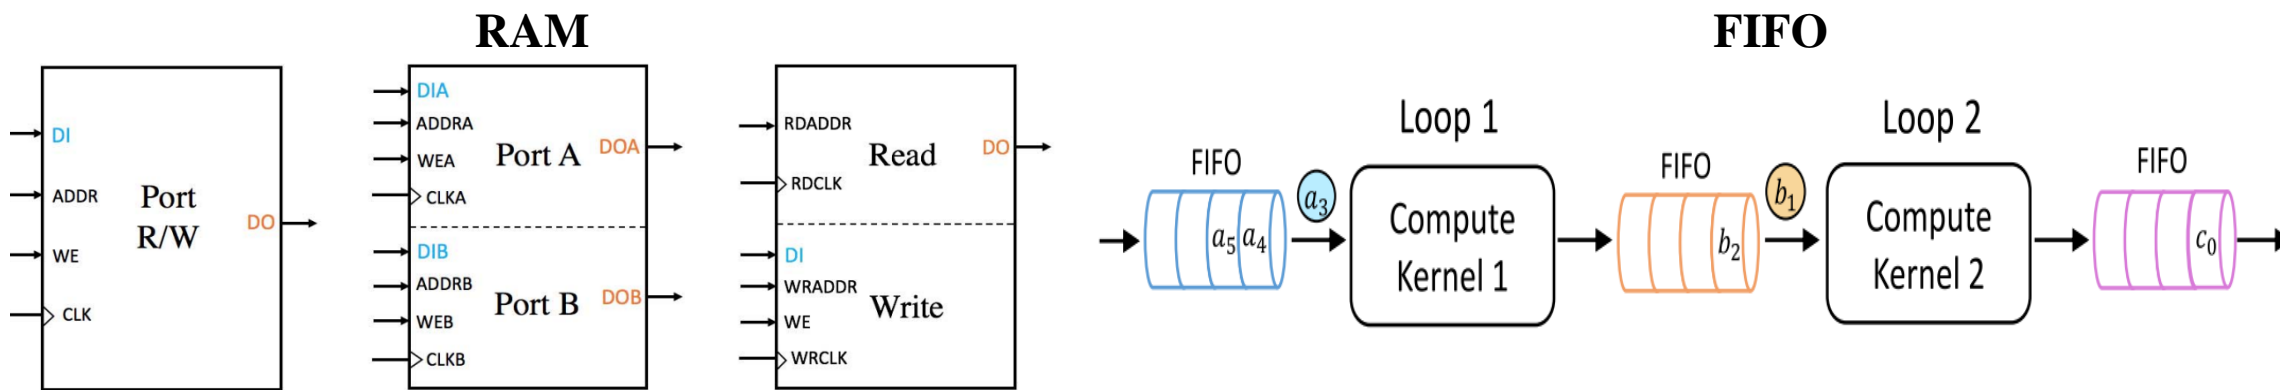 RAM
FIFO
DI
ADDR
WE
CLK
Port
R/W
DO
DIA
ADDRA
WEA
CLKA
Port A
DOA
DIB
ADDRB
WEB
CLKB
Port B
DOB
RDADDR
RDCLK
Read
DO
DI
WRADDR
WE
WRCLK
Write
FIFO
a₅ a₄
a₃
Loop 1
Compute
Kernel 1
FIFO
b₂
b₁
Loop 2
Compute
Kernel 2
FIFO
c₀